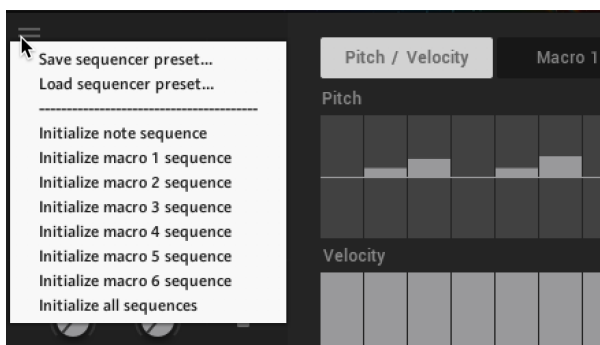 Save sequencer preset...
Load sequencer preset...
----------------------------------------
Initialize note sequence
Initialize macro 1 sequence
Initialize macro 2 sequence
Initialize macro 3 sequence
Initialize macro 4 sequence
Initialize macro 5 sequence
Initialize macro 6 sequence
Initialize all sequences
Pitch / Velocity
Macro 1
Pitch
Velocity